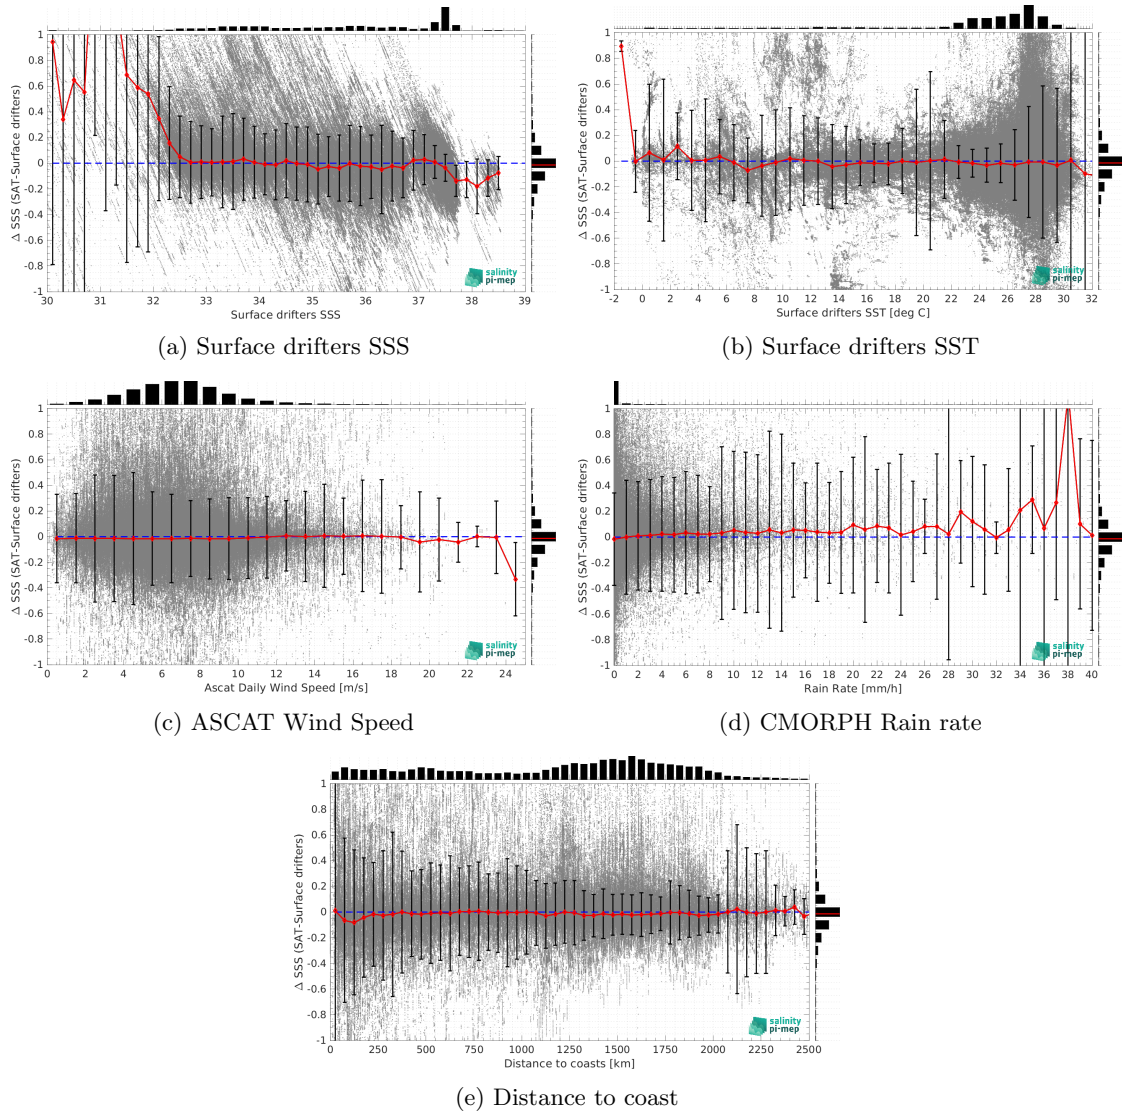 1
0.8
0.6
0.4
0.2
0
-0.2
-0.4
-0.6
-0.8
-1
Δ SSS (SAT-Surface drifters)
30 31 32 33 34 35 36 37 38 39
Surface drifters SSS
salinity
pi-mep
(a) Surface drifters SSS
1
0.8
0.6
0.4
0.2
0
-0.2
-0.4
-0.6
-0.8
-1
Δ SSS (SAT-Surface drifters)
-2 0 2 4 6 8 10 12 14 16 18 20 22 24 26 28 30 32
Surface drifters SST [deg C]
salinity
pi-mep
(b) Surface drifters SST
1
0.8
0.6
0.4
0.2
0
-0.2
-0.4
-0.6
-0.8
-1
Δ SSS (SAT-Surface drifters)
0 2 4 6 8 10 12 14 16 18 20 22 24
Ascat Daily Wind Speed [m/s]
salinity
pi-mep
(c) ASCAT Wind Speed
1
0.8
0.6
0.4
0.2
0
-0.2
-0.4
-0.6
-0.8
-1
Δ SSS (SAT-Surface drifters)
0 2 4 6 8 10 12 14 16 18 20 22 24 26 28 30 32 34 36 38 40
Rain Rate [mm/h]
salinity
pi-mep
(d) CMORPH Rain rate
1
0.8
0.6
0.4
0.2
0
-0.2
-0.4
-0.6
-0.8
-1
Δ SSS (SAT-Surface drifters)
0 250 500 750 1000 1250 1500 1750 2000 2250 2500
Distance to coasts [km]
salinity
pi-mep
(e) Distance to coast